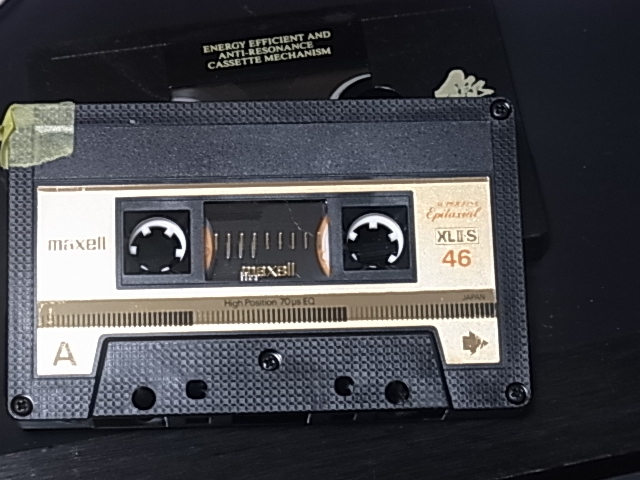 ENERGY EFFICIENT AND
ANTI-RESONANCE
CASSETTE MECHANISM
maxell
maxell
Epitaxial
XLII-S
46
High Position 70µs EQ
JAPAN
A